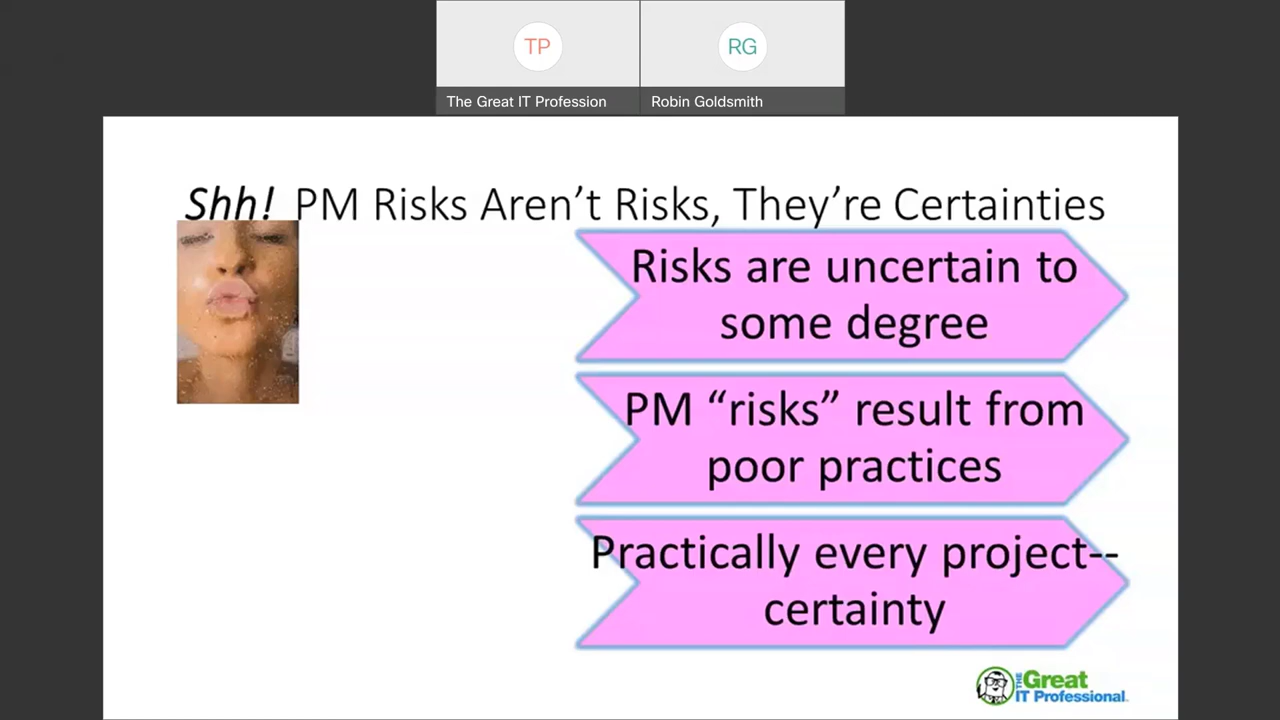 TP
RG
The Great IT Profession
Robin Goldsmith
Shh! PM Risks Aren’t Risks, They’re Certainties
Risks are uncertain to
some degree
PM “risks” result from
poor practices
Practically every project--
certainty
THE Great
IT Professional